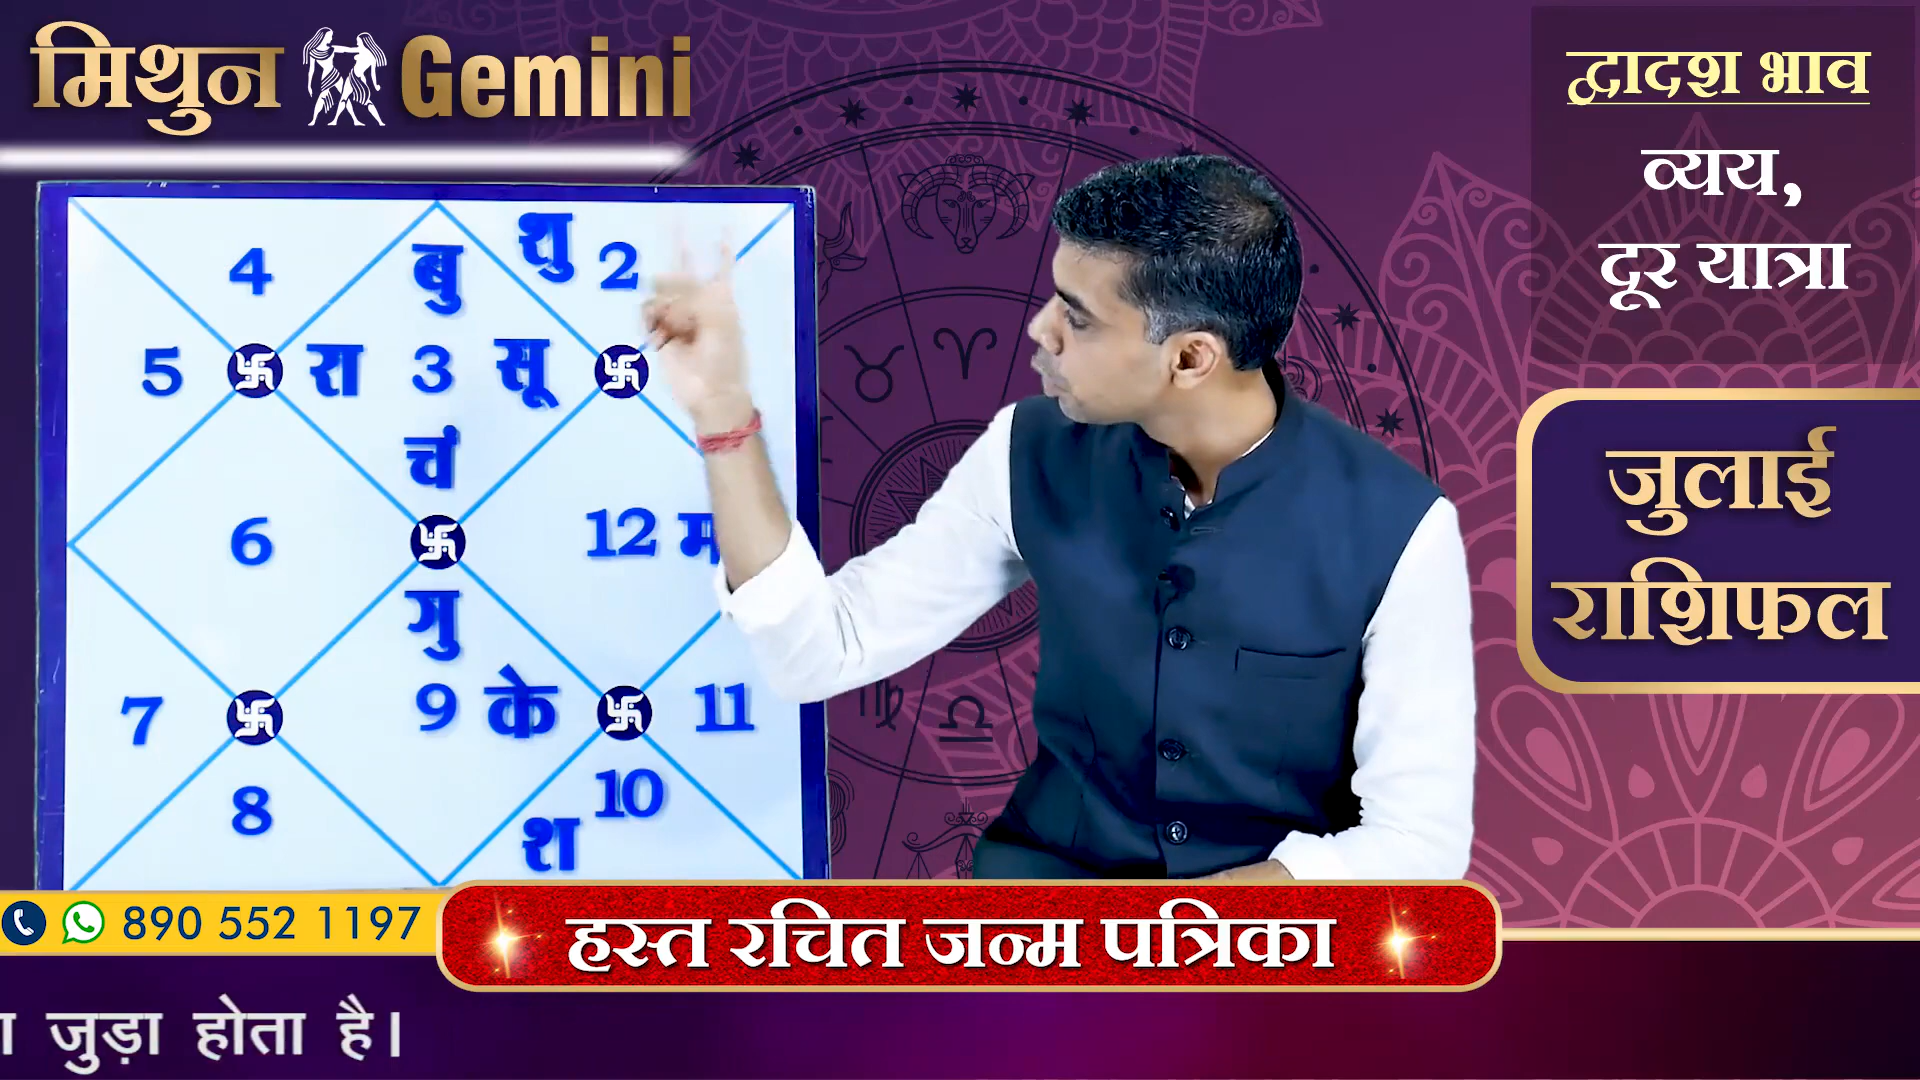 मिथुन Gemini
द्वादश भाव
व्यय,
दूर यात्रा
4 बु शु 2
5 रा 3 सू
चं
6 12
गु
7 9 के 11
8 10
श
जुलाई
राशिफल
890 552 1197
हस्त रचित जन्म पत्रिका
जुड़ा होता है।